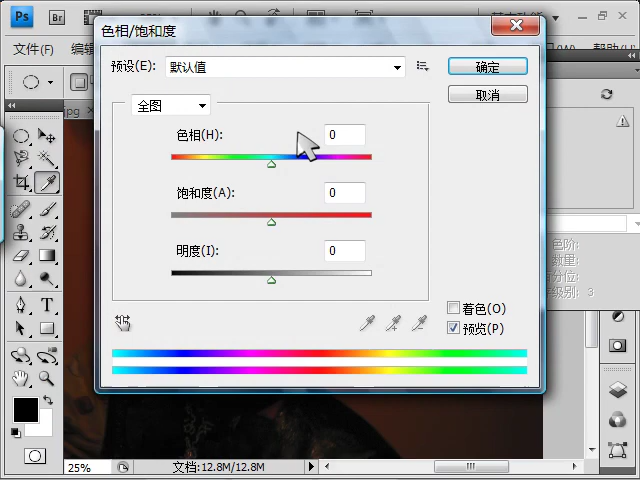 Ps
Br
色相/饱和度
文件(F)
编辑
帮助(H)
预设(E):
默认值
确定
取消
jpg
全图
色相(H):
0
饱和度(A):
0
明度(I):
0
色阶:
数量:
百分位:
级别: 3
着色(O)
预览(P)
25%
文档:12.8M/12.8M